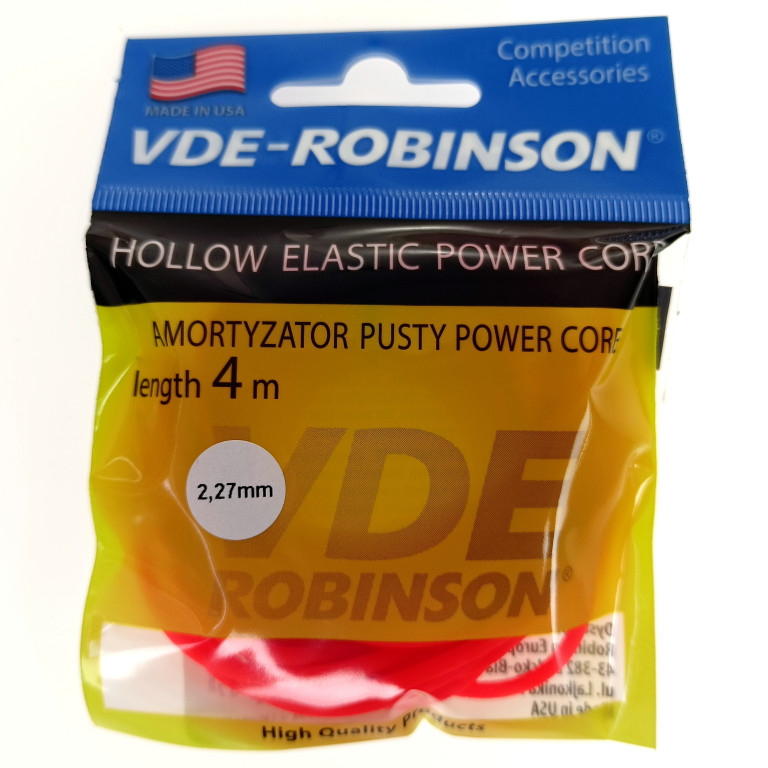 Competition
Accessories
MADE IN USA
VDE-ROBINSON®
HOLLOW ELASTIC POWER CORE
AMORTYZATOR PUSTY POWER CORE
length 4 m
2,27mm
VDE
ROBINSON®
High Quality products